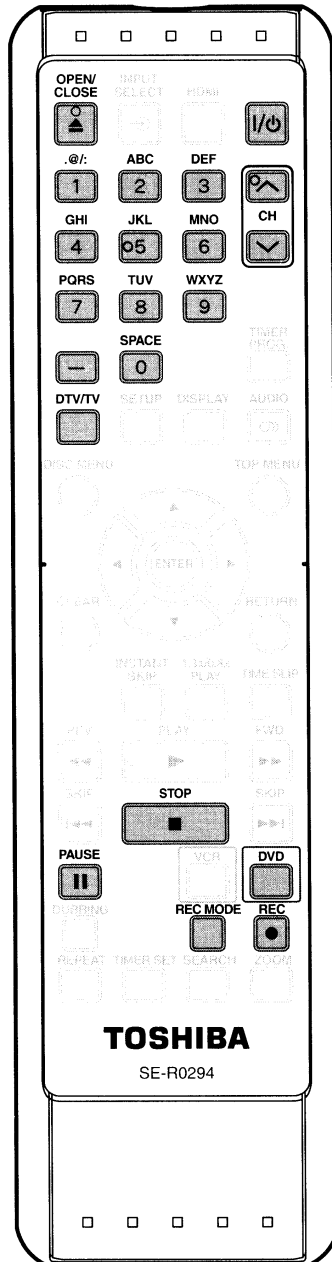 OPEN/ INPUT
CLOSE SELECT HDMI
I/⏻
.@/: ABC DEF
1 2 3
GHI JKL MNO CH
4 5 6
PQRS TUV WXYZ
7 8 9
SPACE TIMER
— 0 PROG.
DTV/TV SETUP DISPLAY AUDIO
DISC MENU TOP MENU
ENTER
CLEAR RETURN
INSTANT 1.3x/0.8x TIME SLIP
SKIP PLAY
REV PLAY FWD
SKIP STOP SKIP
PAUSE VCR DVD
DUBBING REC MODE REC
REPEAT TIMER SET SEARCH ZOOM
TOSHIBA
SE-R0294